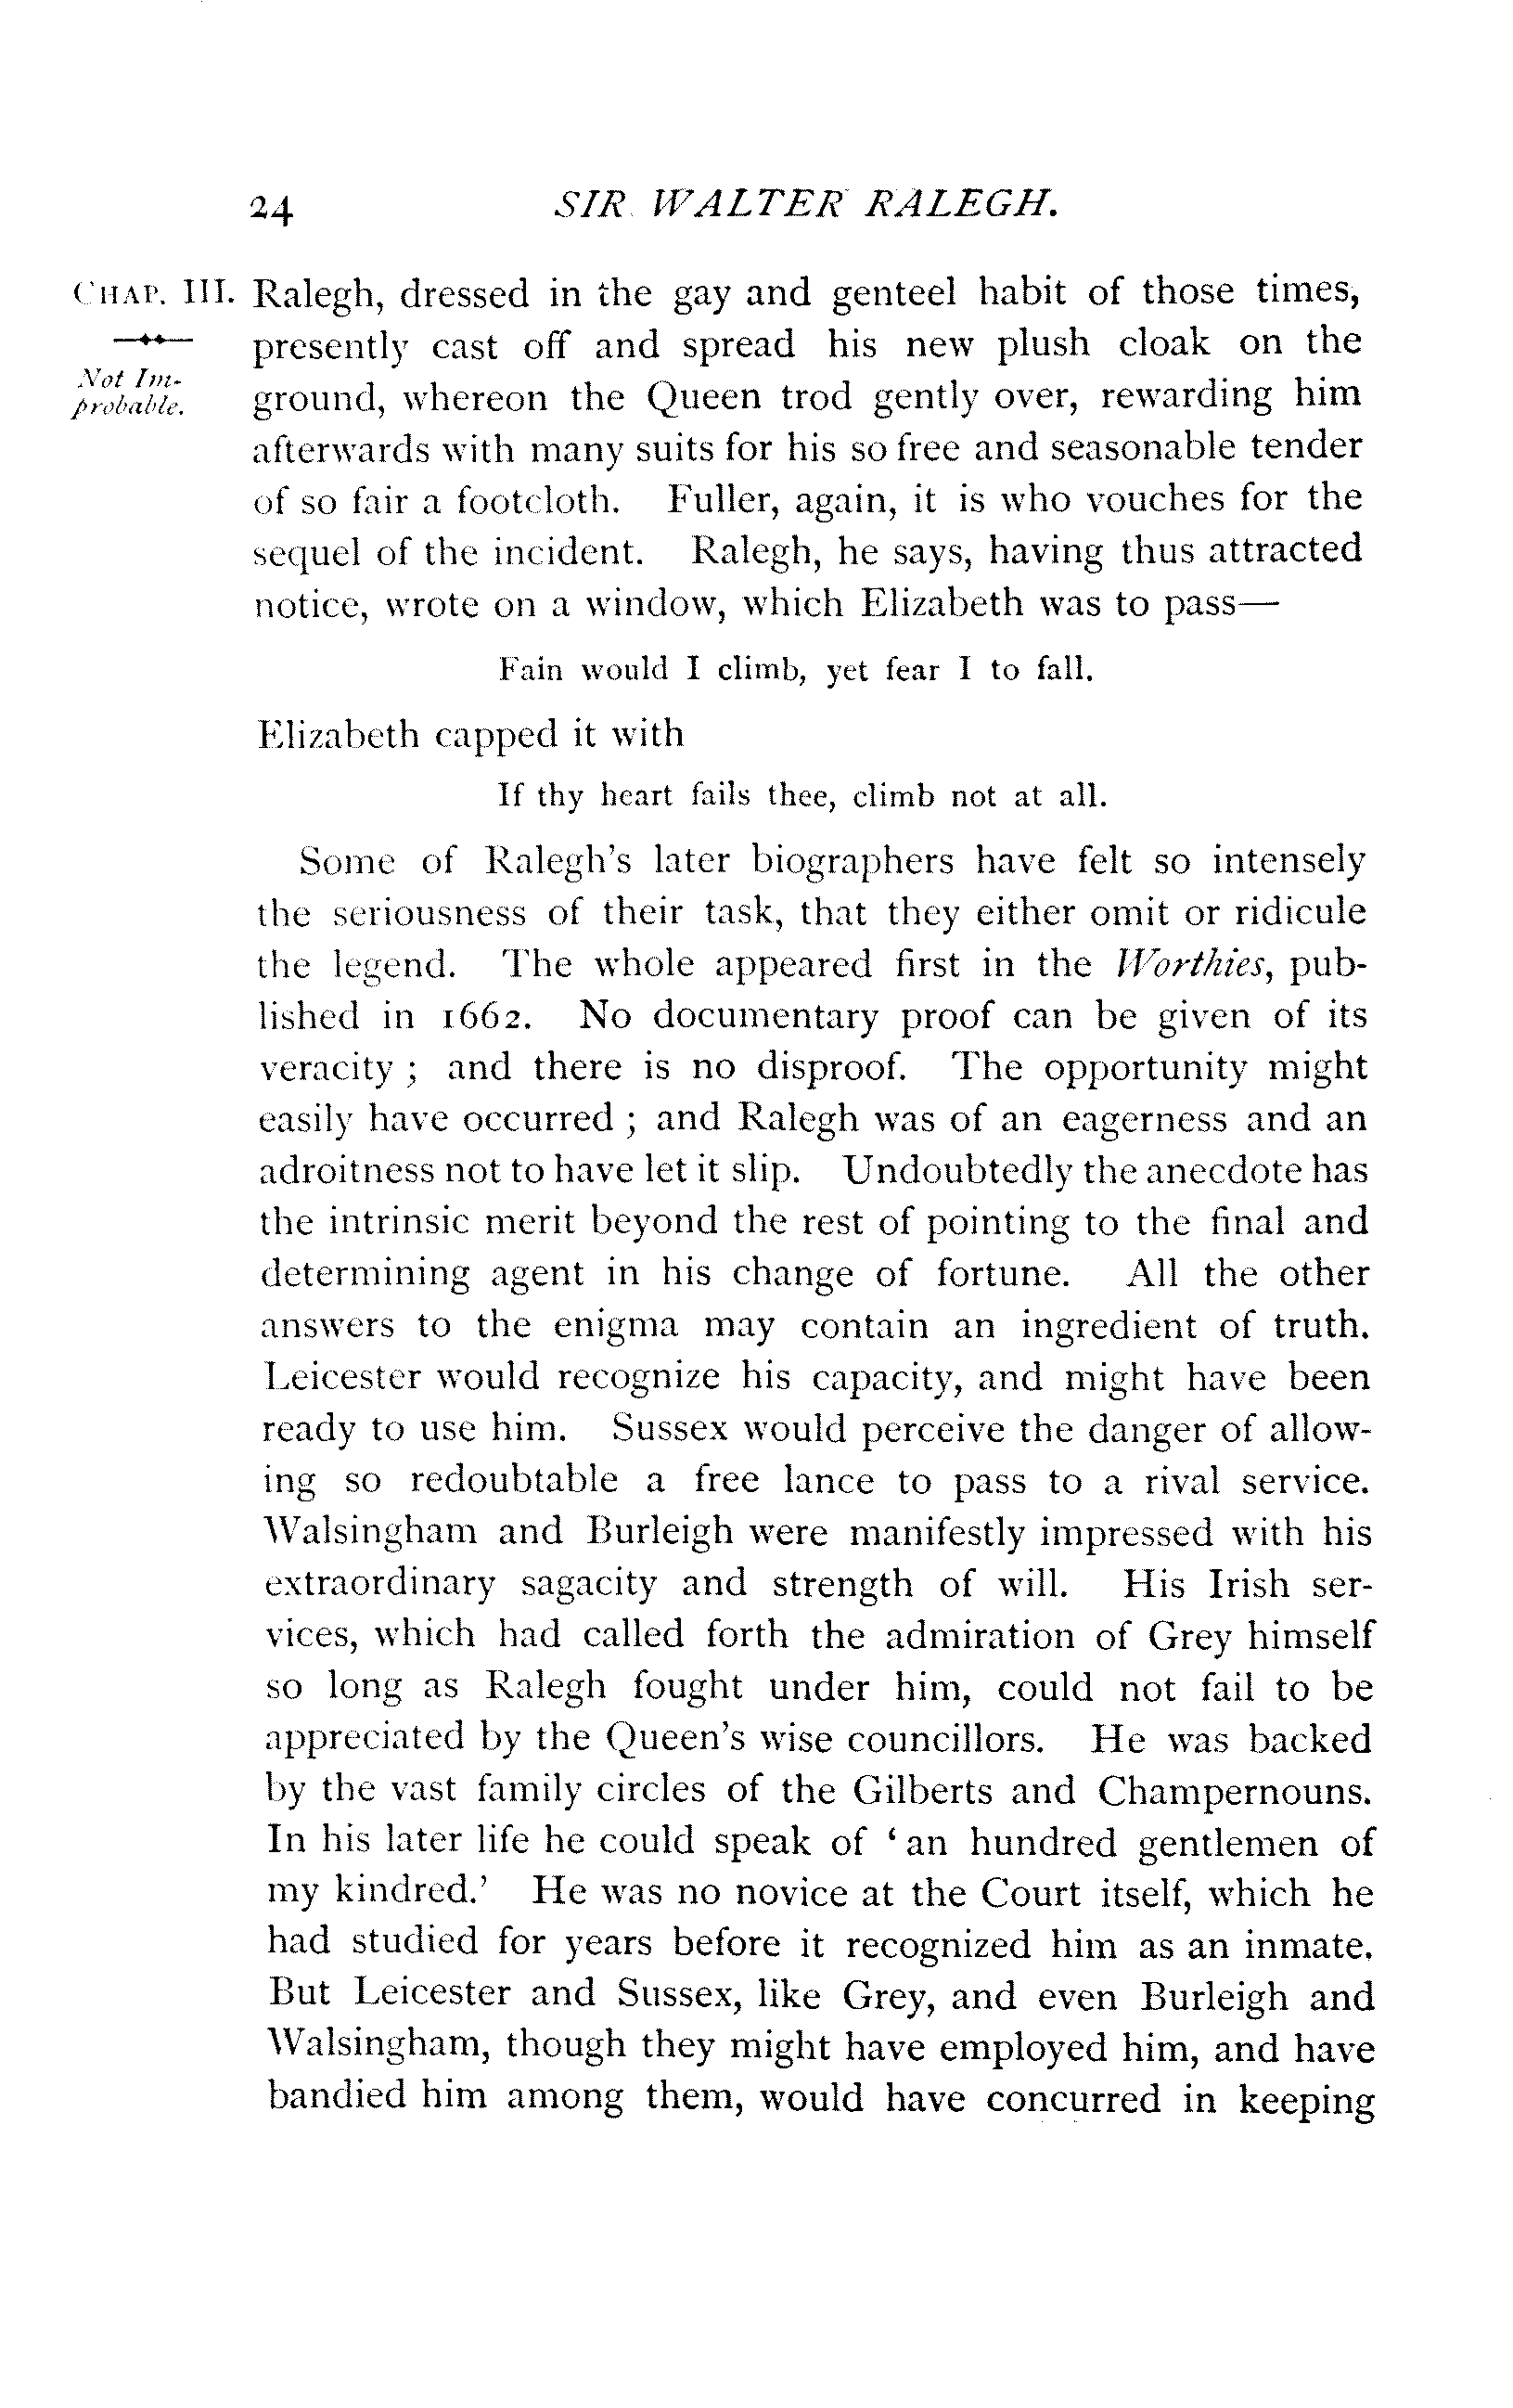 24 SIR WALTER RALEGH.
CHAP. III. Ralegh, dressed in the gay and genteel habit of those times,
presently cast off and spread his new plush cloak on the
Not Im-
probable. ground, whereon the Queen trod gently over, rewarding him
afterwards with many suits for his so free and seasonable tender
of so fair a footcloth. Fuller, again, it is who vouches for the
sequel of the incident. Ralegh, he says, having thus attracted
notice, wrote on a window, which Elizabeth was to pass—
Fain would I climb, yet fear I to fall.
Elizabeth capped it with
If thy heart fails thee, climb not at all.
Some of Ralegh's later biographers have felt so intensely
the seriousness of their task, that they either omit or ridicule
the legend. The whole appeared first in the Worthies, pub-
lished in 1662. No documentary proof can be given of its
veracity ; and there is no disproof. The opportunity might
easily have occurred ; and Ralegh was of an eagerness and an
adroitness not to have let it slip. Undoubtedly the anecdote has
the intrinsic merit beyond the rest of pointing to the final and
determining agent in his change of fortune. All the other
answers to the enigma may contain an ingredient of truth.
Leicester would recognize his capacity, and might have been
ready to use him. Sussex would perceive the danger of allow-
ing so redoubtable a free lance to pass to a rival service.
Walsingham and Burleigh were manifestly impressed with his
extraordinary sagacity and strength of will. His Irish ser-
vices, which had called forth the admiration of Grey himself
so long as Ralegh fought under him, could not fail to be
appreciated by the Queen's wise councillors. He was backed
by the vast family circles of the Gilberts and Champernouns.
In his later life he could speak of ‘an hundred gentlemen of
my kindred.’ He was no novice at the Court itself, which he
had studied for years before it recognized him as an inmate.
But Leicester and Sussex, like Grey, and even Burleigh and
Walsingham, though they might have employed him, and have
bandied him among them, would have concurred in keeping